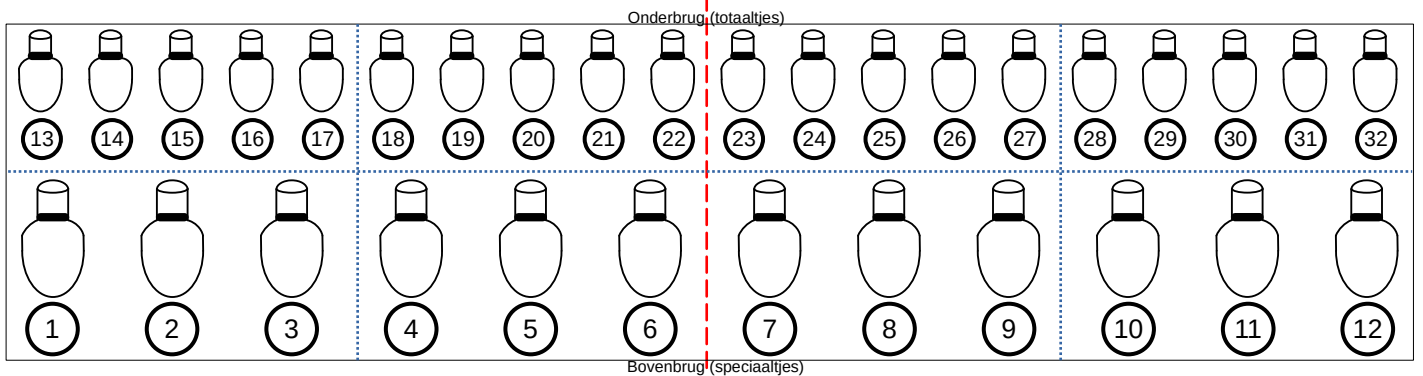 Onderbrug (totaaltjes)
13 14 15 16 17 18 19 20 21 22 23 24 25 26 27 28 29 30 31 32
1 2 3 4 5 6 7 8 9 10 11 12
Bovenbrug (speciaaltjes)